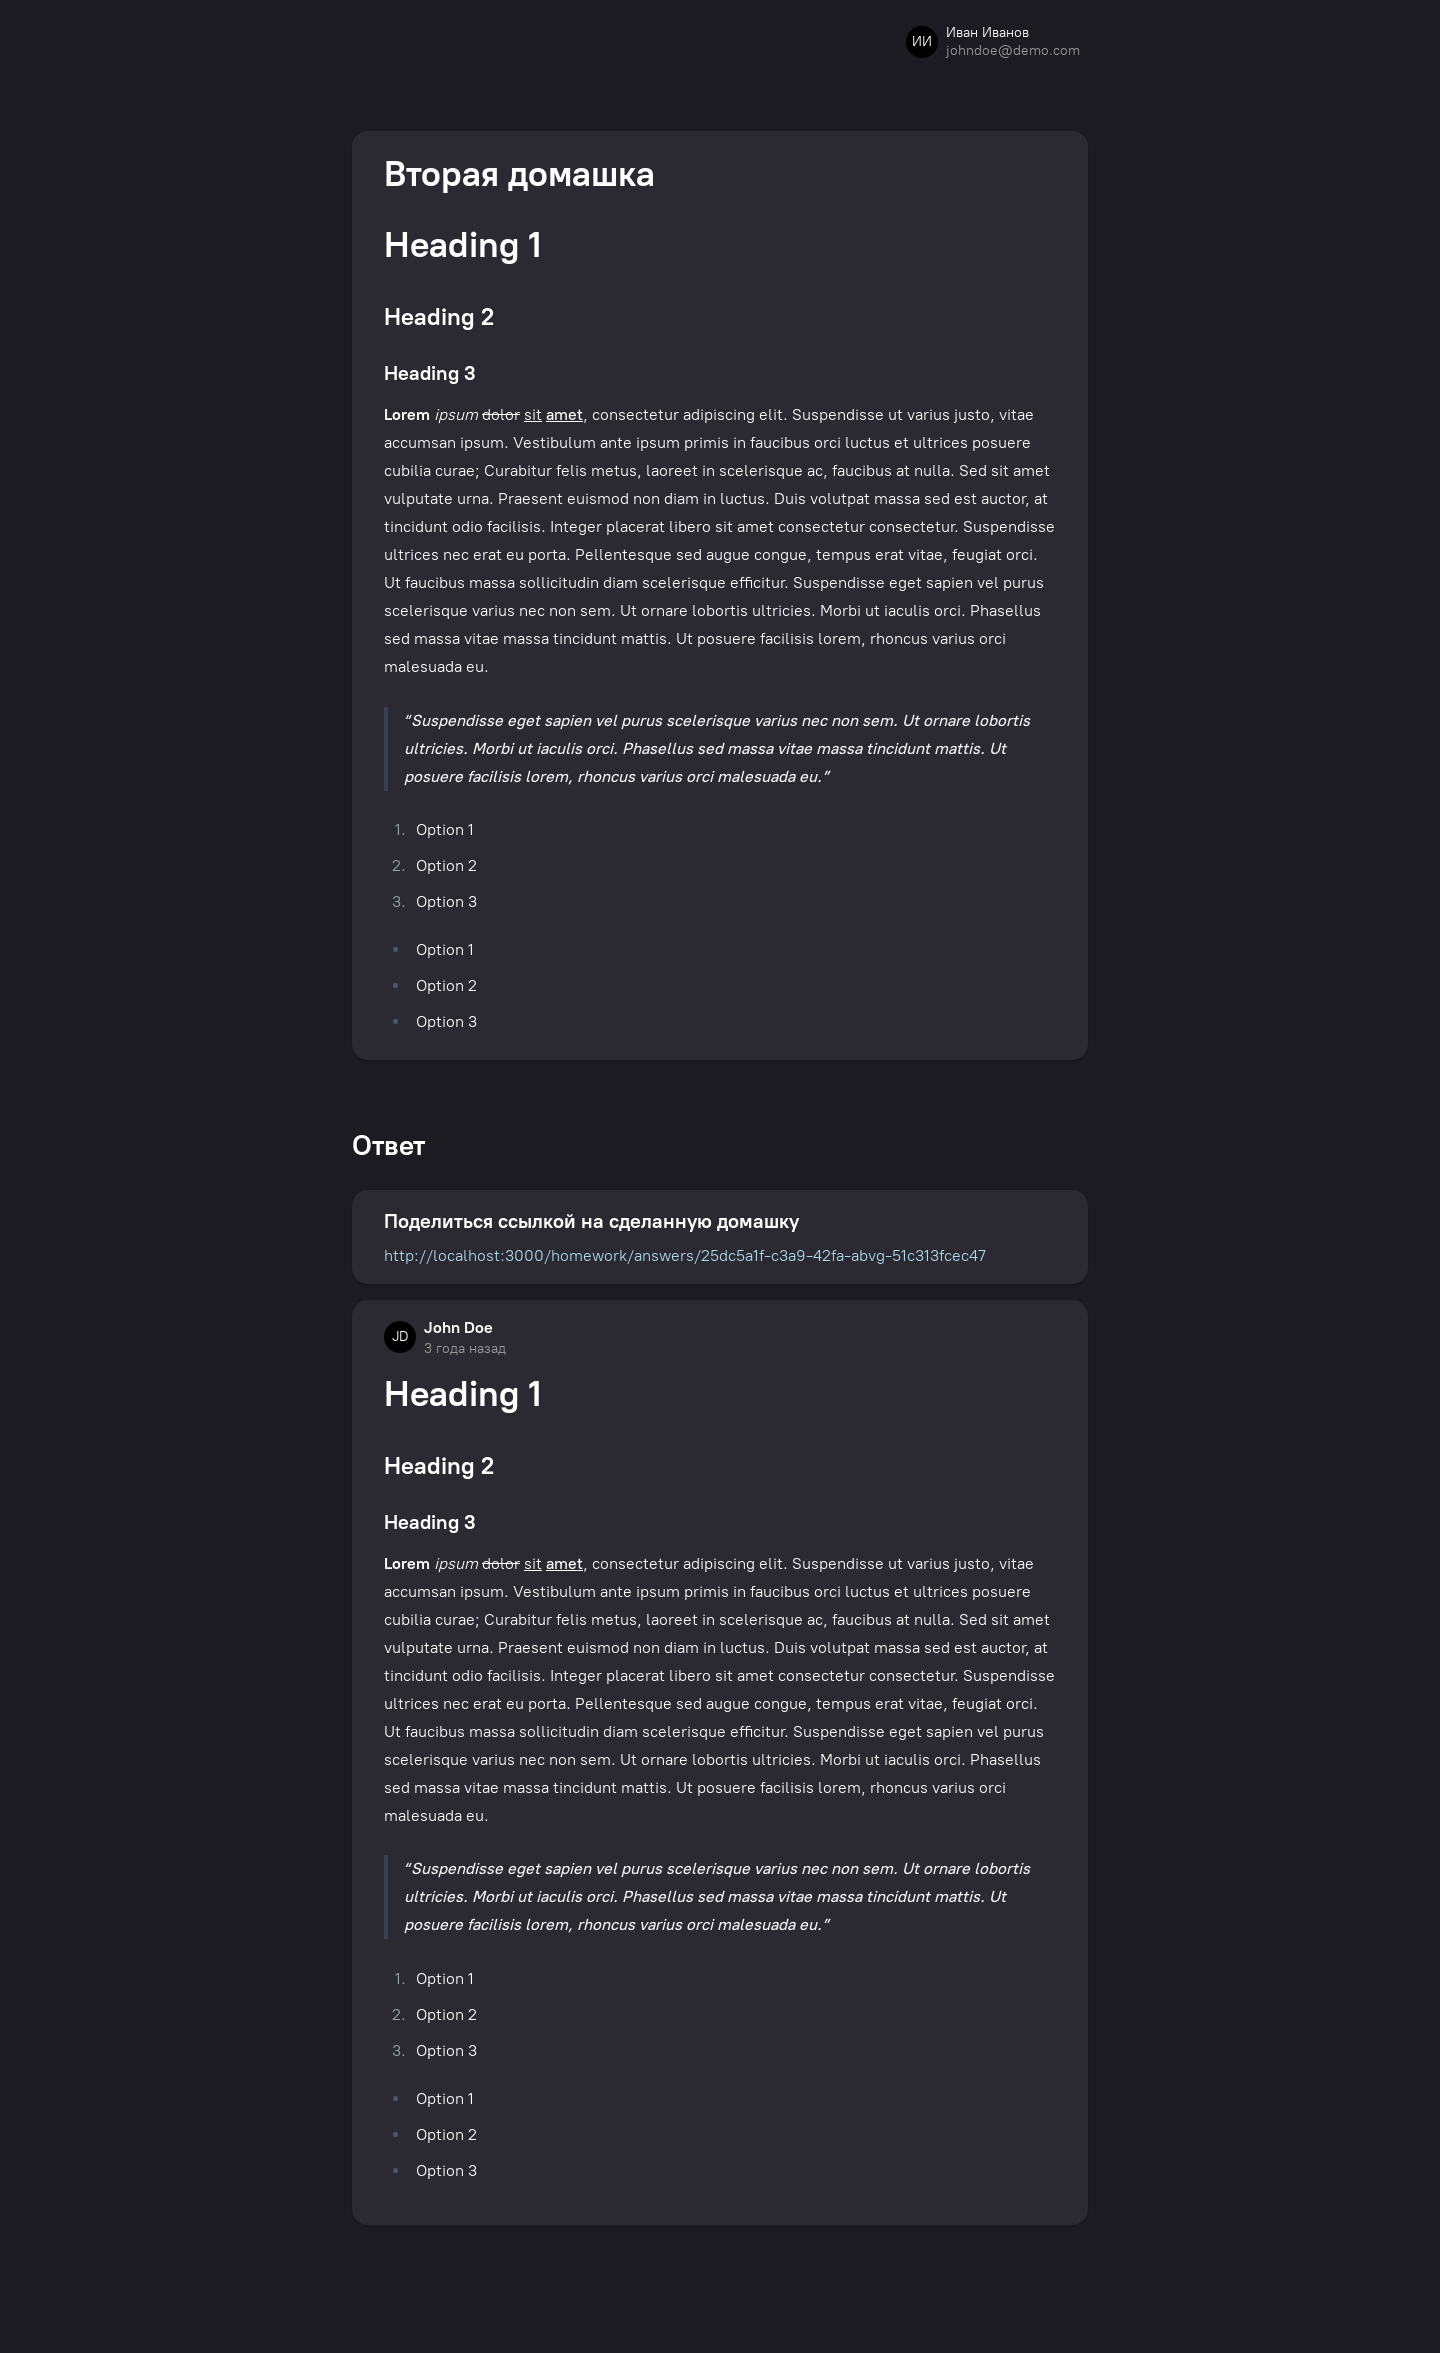 ИИ
Иван Иванов
johndoe@demo.com
Вторая домашка
Heading 1
Heading 2
Heading 3
Lorem ipsum dolor sit amet, consectetur adipiscing elit. Suspendisse ut varius justo, vitae
accumsan ipsum. Vestibulum ante ipsum primis in faucibus orci luctus et ultrices posuere
cubilia curae; Curabitur felis metus, laoreet in scelerisque ac, faucibus at nulla. Sed sit amet
vulputate urna. Praesent euismod non diam in luctus. Duis volutpat massa sed est auctor, at
tincidunt odio facilisis. Integer placerat libero sit amet consectetur consectetur. Suspendisse
ultrices nec erat eu porta. Pellentesque sed augue congue, tempus erat vitae, feugiat orci.
Ut faucibus massa sollicitudin diam scelerisque efficitur. Suspendisse eget sapien vel purus
scelerisque varius nec non sem. Ut ornare lobortis ultricies. Morbi ut iaculis orci. Phasellus
sed massa vitae massa tincidunt mattis. Ut posuere facilisis lorem, rhoncus varius orci
malesuada eu.
“Suspendisse eget sapien vel purus scelerisque varius nec non sem. Ut ornare lobortis
ultricies. Morbi ut iaculis orci. Phasellus sed massa vitae massa tincidunt mattis. Ut
posuere facilisis lorem, rhoncus varius orci malesuada eu.”
1. Option 1
2. Option 2
3. Option 3
• Option 1
• Option 2
• Option 3
Ответ
Поделиться ссылкой на сделанную домашку
http://localhost:3000/homework/answers/25dc5a1f-c3a9-42fa-abvg-51c313fcec47
JD
John Doe
3 года назад
Heading 1
Heading 2
Heading 3
Lorem ipsum dolor sit amet, consectetur adipiscing elit. Suspendisse ut varius justo, vitae
accumsan ipsum. Vestibulum ante ipsum primis in faucibus orci luctus et ultrices posuere
cubilia curae; Curabitur felis metus, laoreet in scelerisque ac, faucibus at nulla. Sed sit amet
vulputate urna. Praesent euismod non diam in luctus. Duis volutpat massa sed est auctor, at
tincidunt odio facilisis. Integer placerat libero sit amet consectetur consectetur. Suspendisse
ultrices nec erat eu porta. Pellentesque sed augue congue, tempus erat vitae, feugiat orci.
Ut faucibus massa sollicitudin diam scelerisque efficitur. Suspendisse eget sapien vel purus
scelerisque varius nec non sem. Ut ornare lobortis ultricies. Morbi ut iaculis orci. Phasellus
sed massa vitae massa tincidunt mattis. Ut posuere facilisis lorem, rhoncus varius orci
malesuada eu.
“Suspendisse eget sapien vel purus scelerisque varius nec non sem. Ut ornare lobortis
ultricies. Morbi ut iaculis orci. Phasellus sed massa vitae massa tincidunt mattis. Ut
posuere facilisis lorem, rhoncus varius orci malesuada eu.”
1. Option 1
2. Option 2
3. Option 3
• Option 1
• Option 2
• Option 3